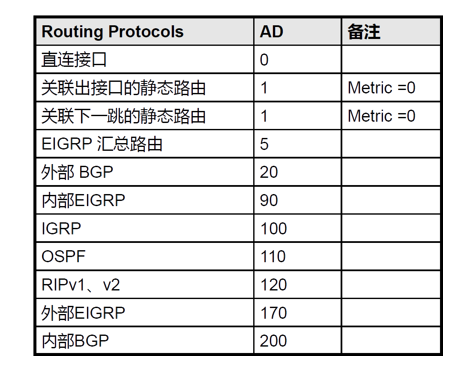 Routing Protocols AD 备注
直连接口 0
关联出接口的静态路由 1 Metric =0
关联下一跳的静态路由 1 Metric =0
EIGRP 汇总路由 5
外部 BGP 20
内部EIGRP 90
IGRP 100
OSPF 110
RIPv1、v2 120
外部EIGRP 170
内部BGP 200